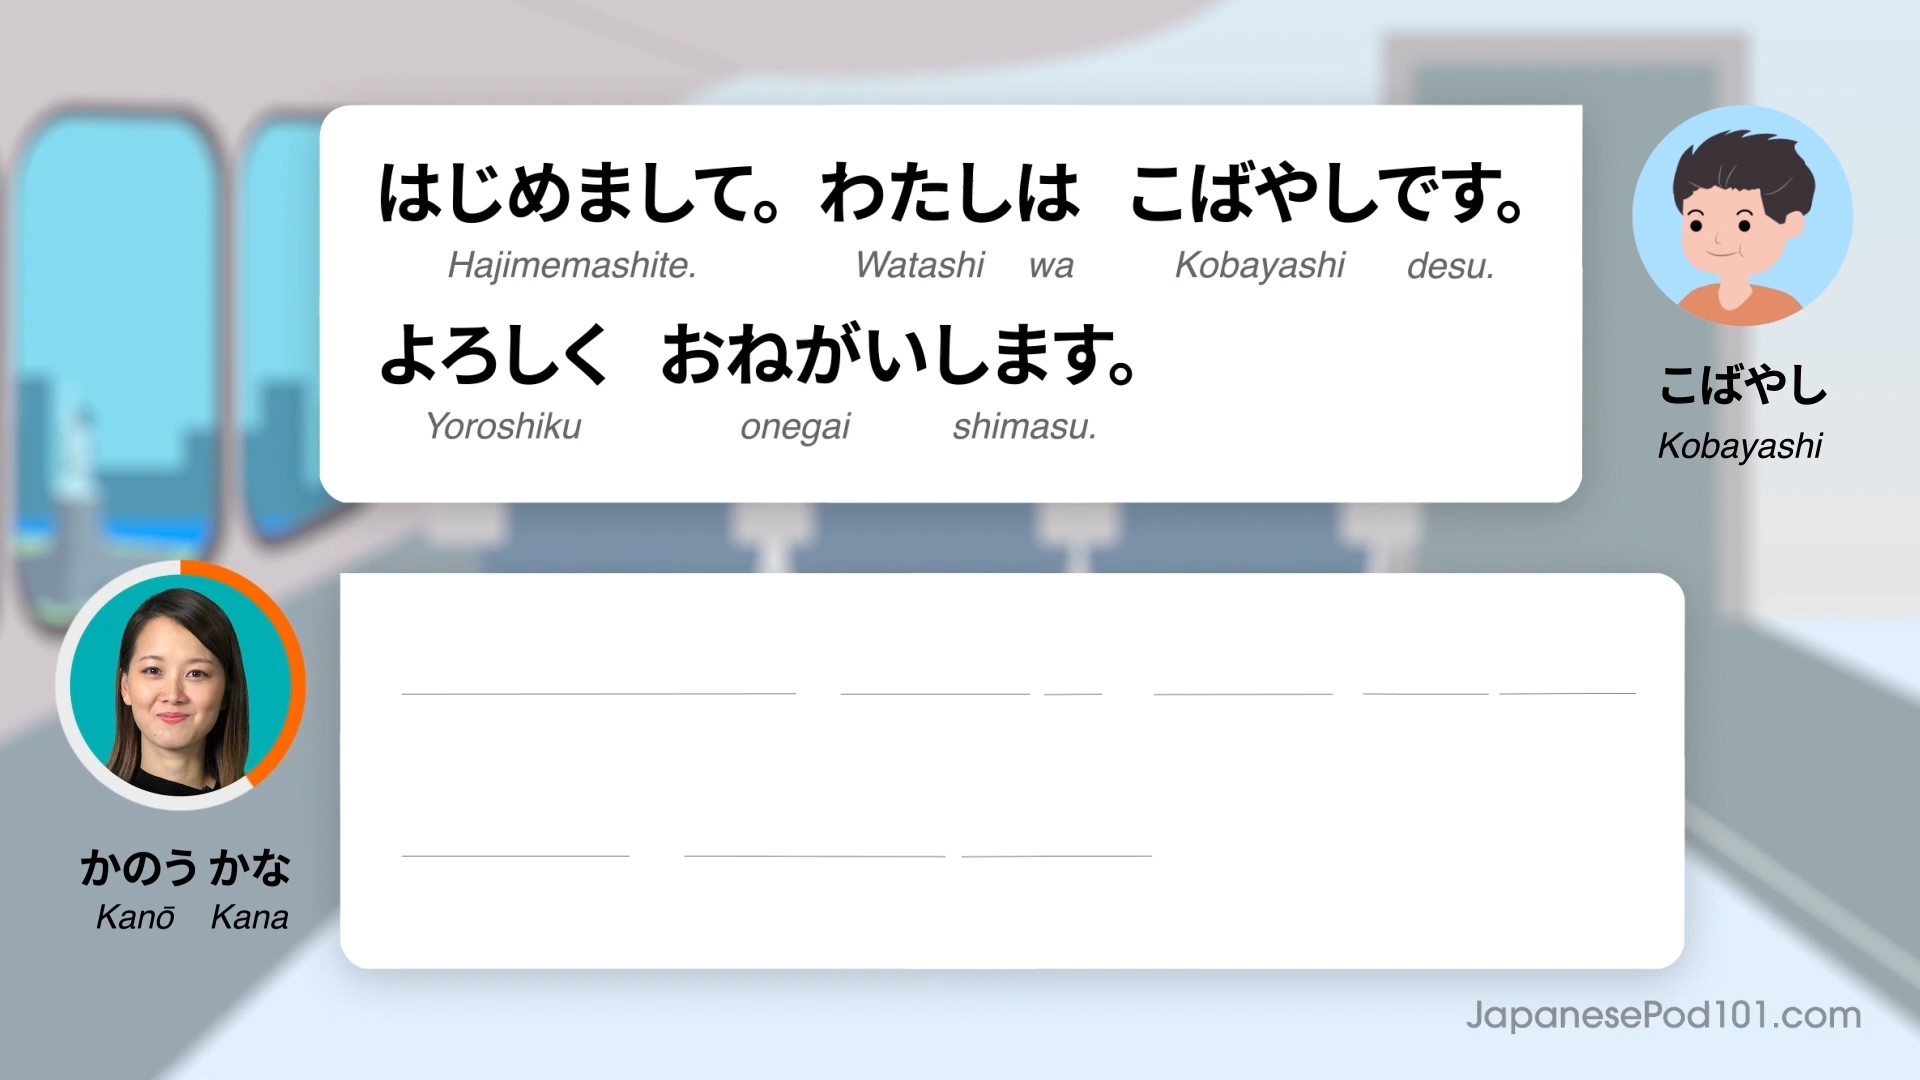 はじめまして。 わたしは こばやしです。
Hajimemashite. Watashi wa Kobayashi desu.
よろしく おねがいします。
Yoroshiku onegai shimasu.
こばやし
Kobayashi
かのう かな
Kanō Kana
JapanesePod101.com